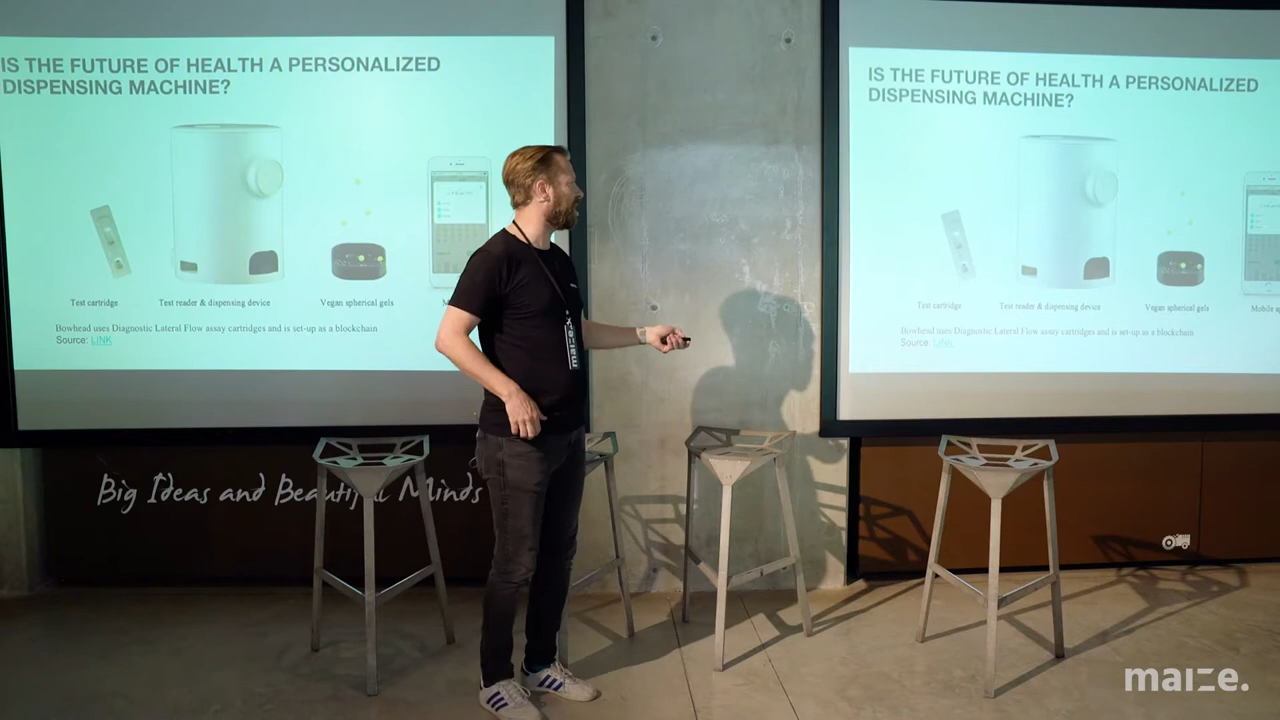 IS THE FUTURE OF HEALTH A PERSONALIZED
DISPENSING MACHINE?
Test cartridge
Test reader & dispensing device
Vegan spherical gels
Bowhead uses Diagnostic Lateral Flow assay cartridges and is set-up as a blockchain
Source: LINK
IS THE FUTURE OF HEALTH A PERSONALIZED
DISPENSING MACHINE?
Test cartridge
Test reader & dispensing device
Vegan spherical gels
Mobile
Bowhead uses Diagnostic Lateral Flow assay cartridges and is set-up as a blockchain
Source: LINK
maize
Big Ideas and Beautiful Minds
maize.